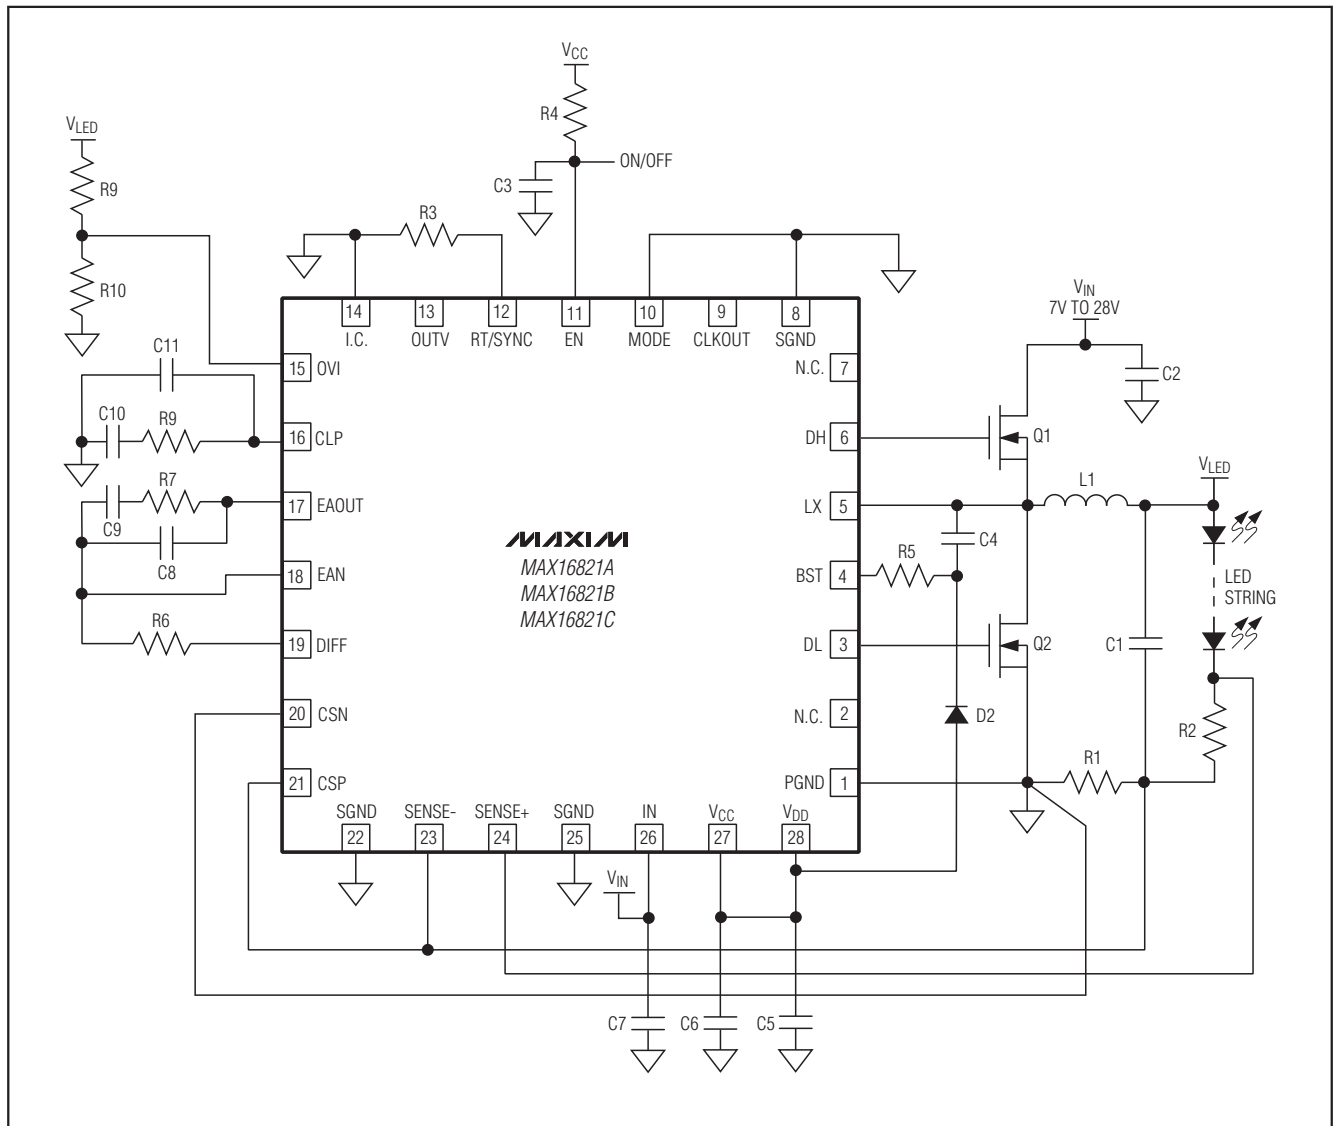 VCC
R4
ON/OFF
C3
VLED
R9
R10
R3
VIN
7V TO 28V
C2
14
13
12
11
10
9
8
I.C.
OUTV
RT/SYNC
EN
MODE
CLKOUT
SGND
C11
C10
R9
R7
C9
C8
R6
15
OVI
16
CLP
17
EAOUT
18
EAN
19
DIFF
20
CSN
21
CSP
MAXIM
MAX16821A
MAX16821B
MAX16821C
N.C.
7
DH
6
LX
5
BST
4
DL
3
N.C.
2
PGND
1
Q1
L1
VLED
C4
R5
LED
STRING
Q2
C1
D2
R2
R1
SGND
SENSE-
SENSE+
SGND
IN
VCC
VDD
22
23
24
25
26
27
28
VIN
C7
C6
C5